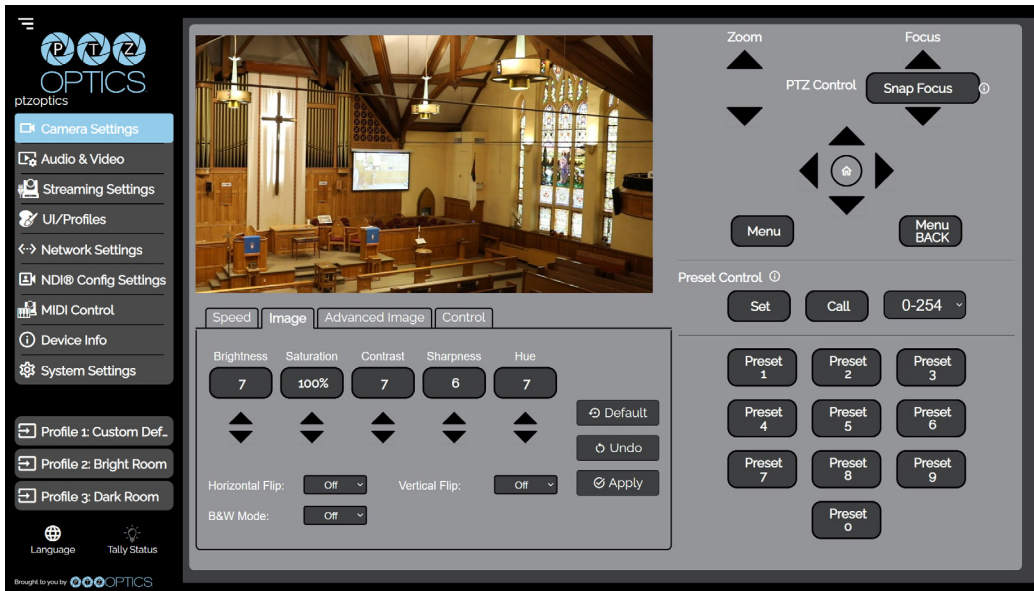 PTZ
OPTICS
ptzoptics
Camera Settings
Audio & Video
Streaming Settings
UI/Profiles
Network Settings
NDI® Config Settings
MIDI Control
Device Info
System Settings
Profile 1: Custom Def...
Profile 2: Bright Room
Profile 3: Dark Room
Language
Tally Status
Brought to you by PTZOPTICS
Speed
Image
Advanced Image
Control
Brightness
Saturation
Contrast
Sharpness
Hue
7
100%
7
6
7
Default
Undo
Apply
Horizontal Flip:
Off
Vertical Flip:
Off
B&W Mode:
Off
Zoom
Focus
PTZ Control
Snap Focus
Menu
Menu
BACK
Preset Control
Set
Call
0-254
Preset
1
Preset
2
Preset
3
Preset
4
Preset
5
Preset
6
Preset
7
Preset
8
Preset
9
Preset
0